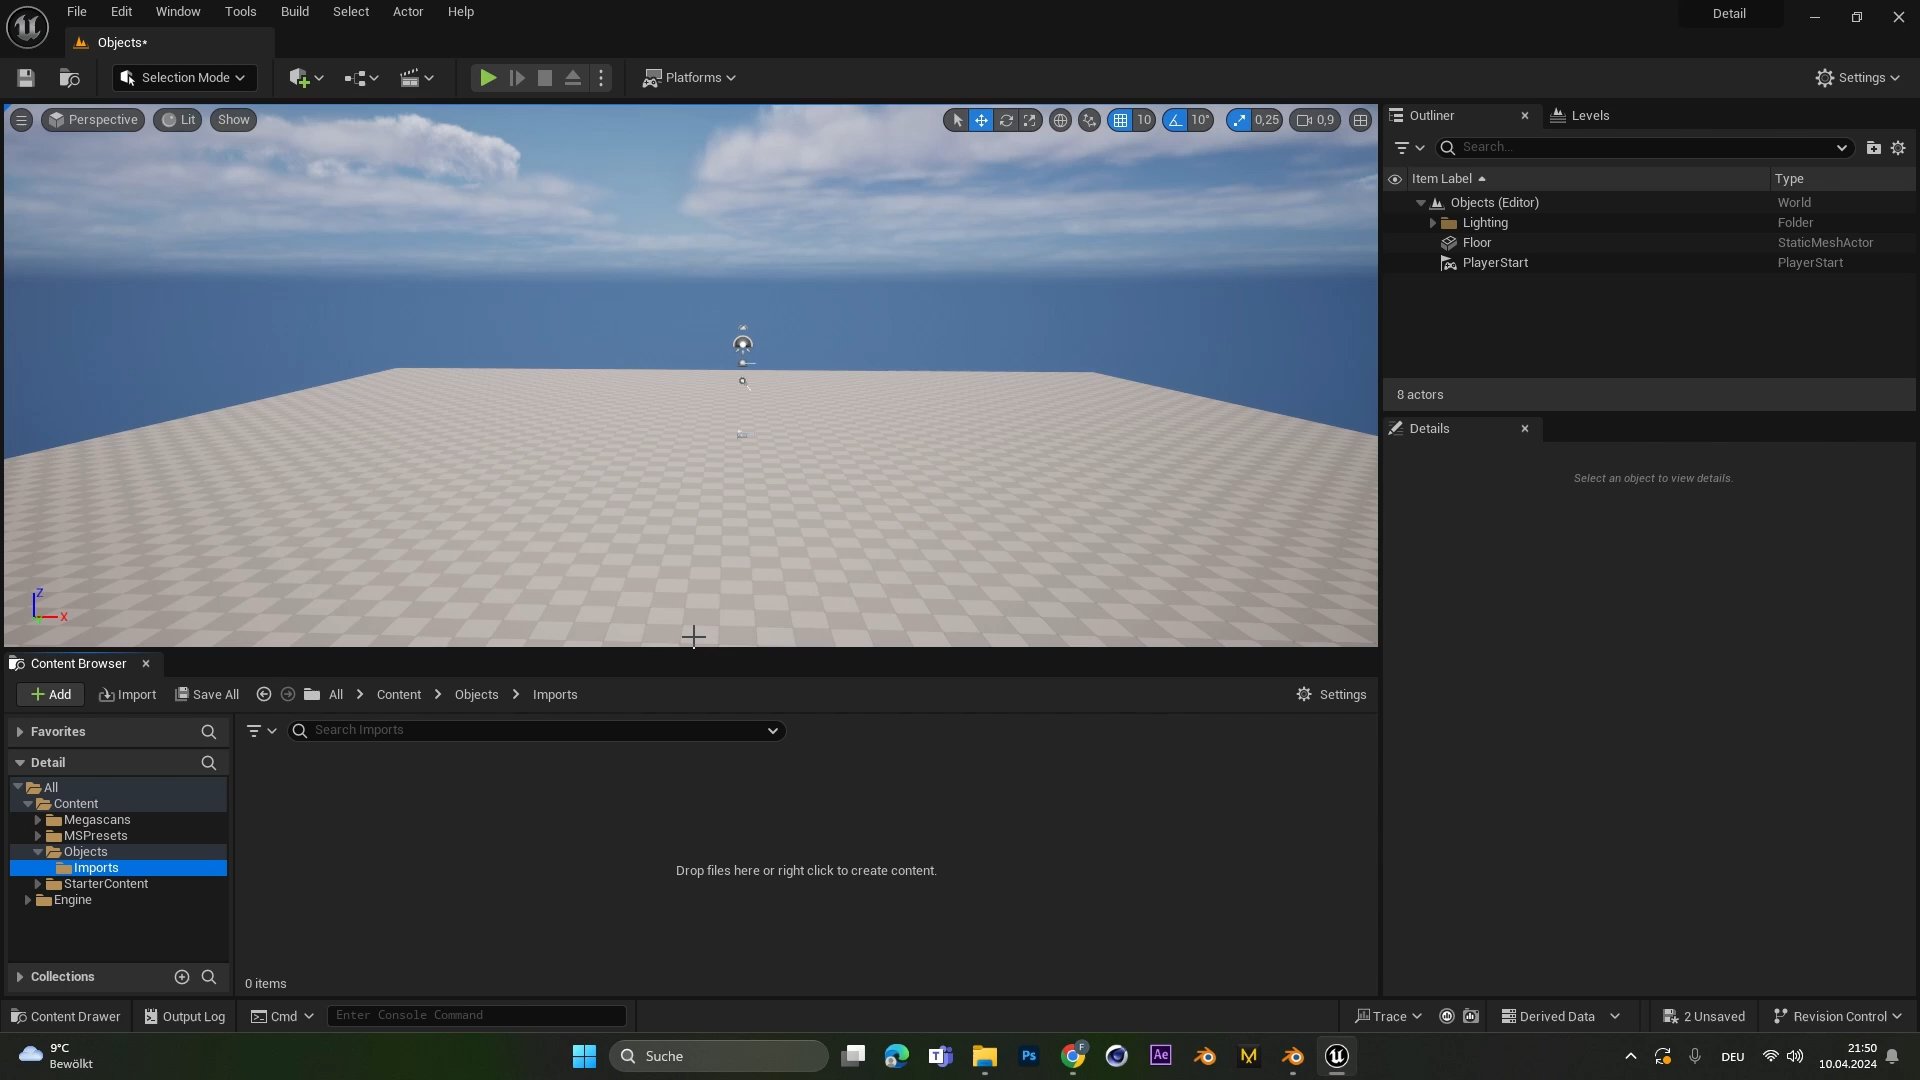 File Edit Window Tools Build Select Actor Help
Detail
Objects*
Selection Mode
Platforms
Settings
Perspective Lit Show
10 10° 0,25 0,9
Z
X
Outliner
Levels
Search...
Item Label Type
Objects (Editor) World
Lighting Folder
Floor StaticMeshActor
PlayerStart PlayerStart
8 actors
Details
Select an object to view details.
Content Browser
Add Import Save All All Content Objects Imports Settings
Favorites
Search Imports
Detail
All
Content
Megascans
MSPresets
Objects
Imports
StarterContent
Engine
Drop files here or right click to create content.
Collections
0 items
Content Drawer Output Log Cmd Enter Console Command Trace Derived Data 2 Unsaved Revision Control
9°C
Bewölkt
Suche
T
Ps
F
Ae
M
DEU
21:50
10.04.2024